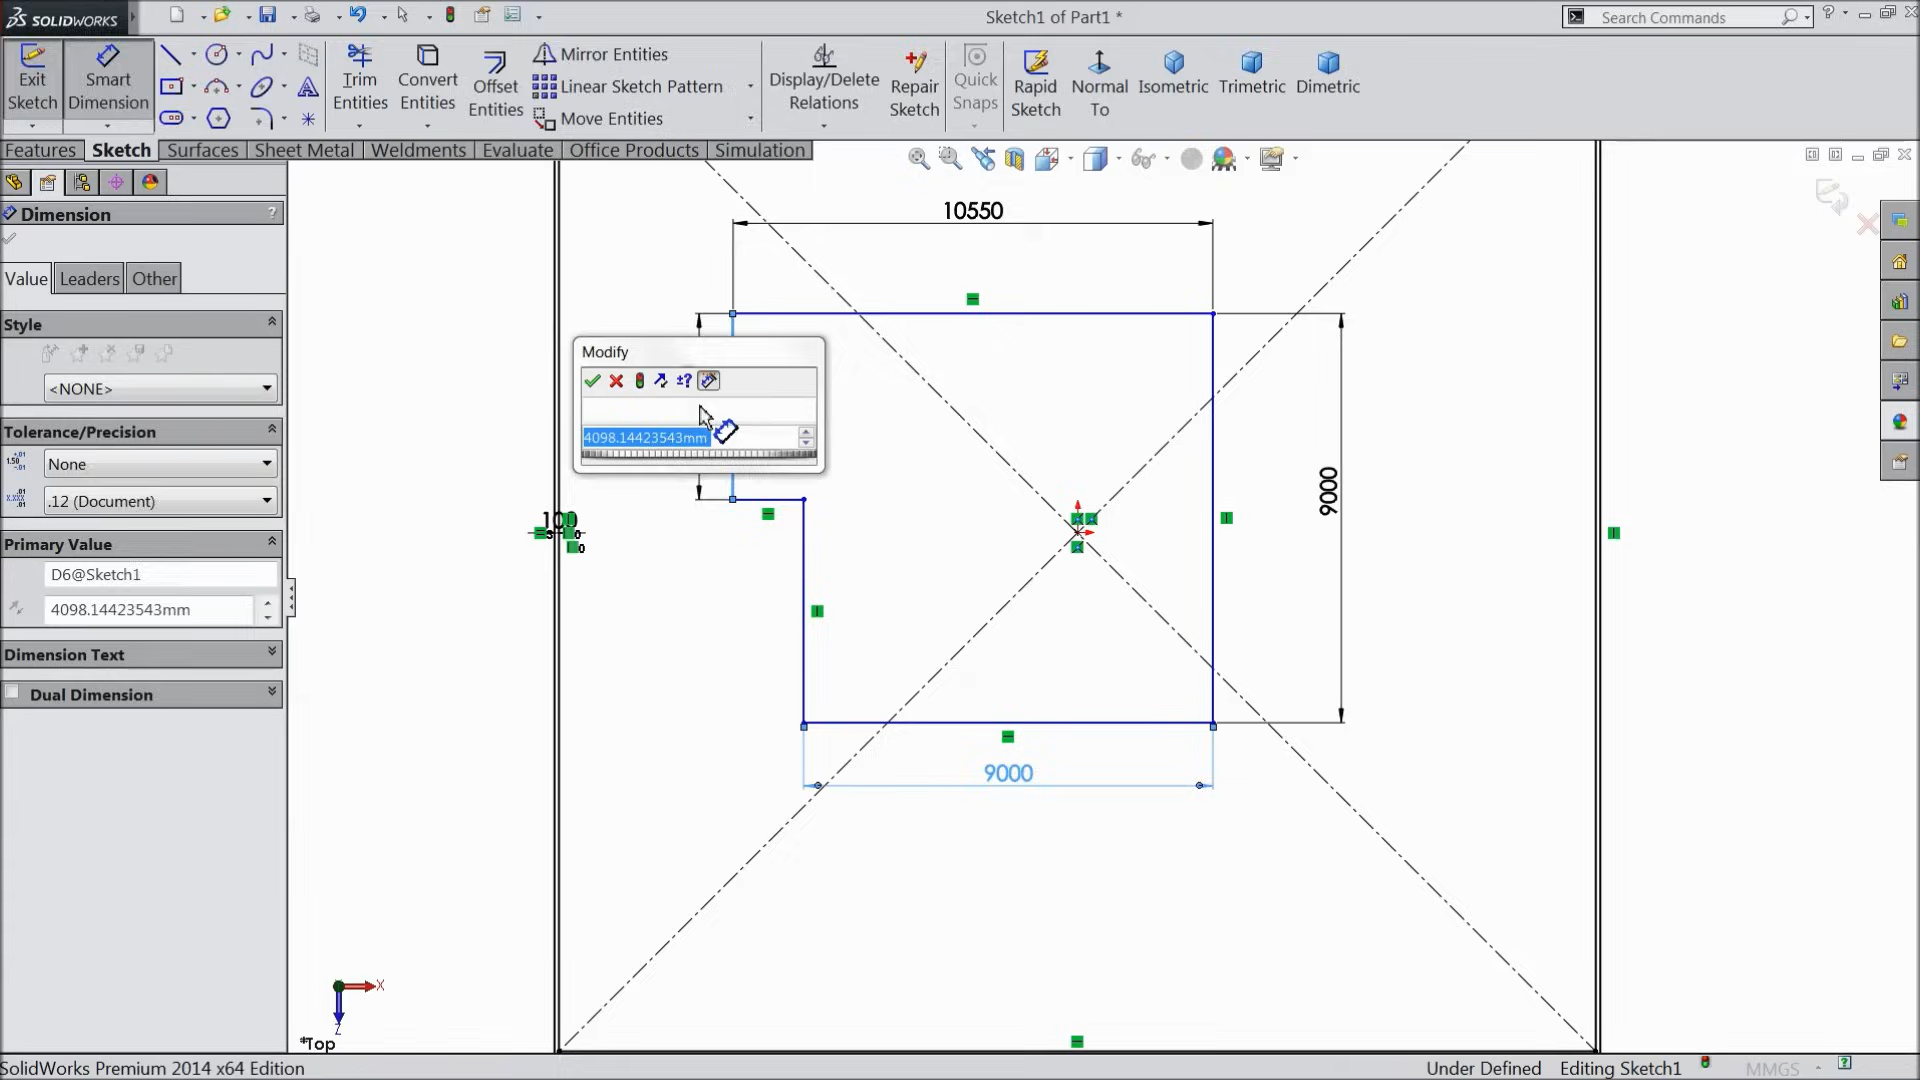 SOLIDWORKS
Sketch1 of Part1 *
Search Commands
Exit Sketch
Smart Dimension
Trim Entities
Convert Entities
Offset Entities
Mirror Entities
Linear Sketch Pattern
Move Entities
Display/Delete Relations
Repair Sketch
Quick Snaps
Rapid Sketch
Normal To
Isometric
Trimetric
Dimetric
Features
Sketch
Surfaces
Sheet Metal
Weldments
Evaluate
Office Products
Simulation
Dimension
?
Value
Leaders
Other
Style
<NONE>
Tolerance/Precision
None
.12 (Document)
Primary Value
D6@Sketch1
4098.14423543mm
Dimension Text
Dual Dimension
10550
Modify
4098.14423543mm
100
9000
9000
X
Z
*Top
SolidWorks Premium 2014 x64 Edition
Under Defined
Editing Sketch1
MMGS